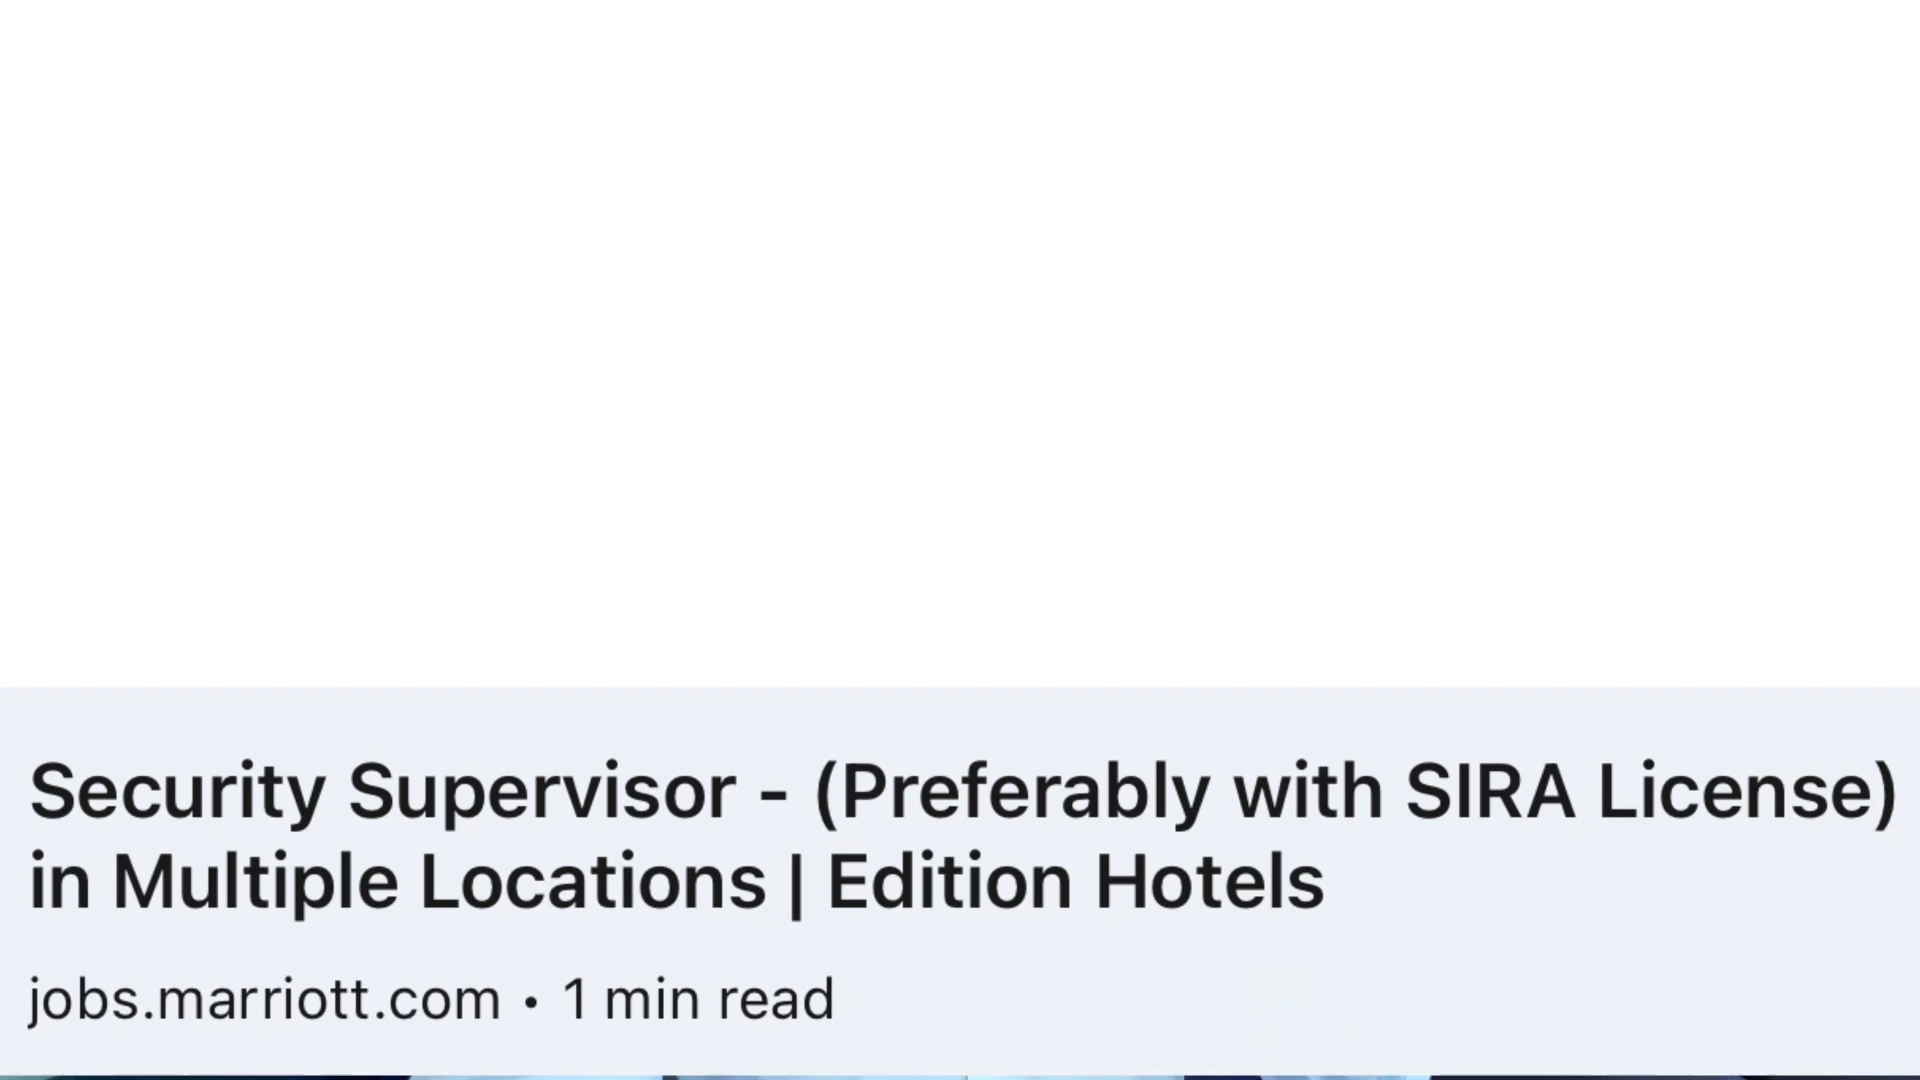 Security Supervisor - (Preferably with SIRA License)
in Multiple Locations | Edition Hotels
jobs.marriott.com • 1 min read